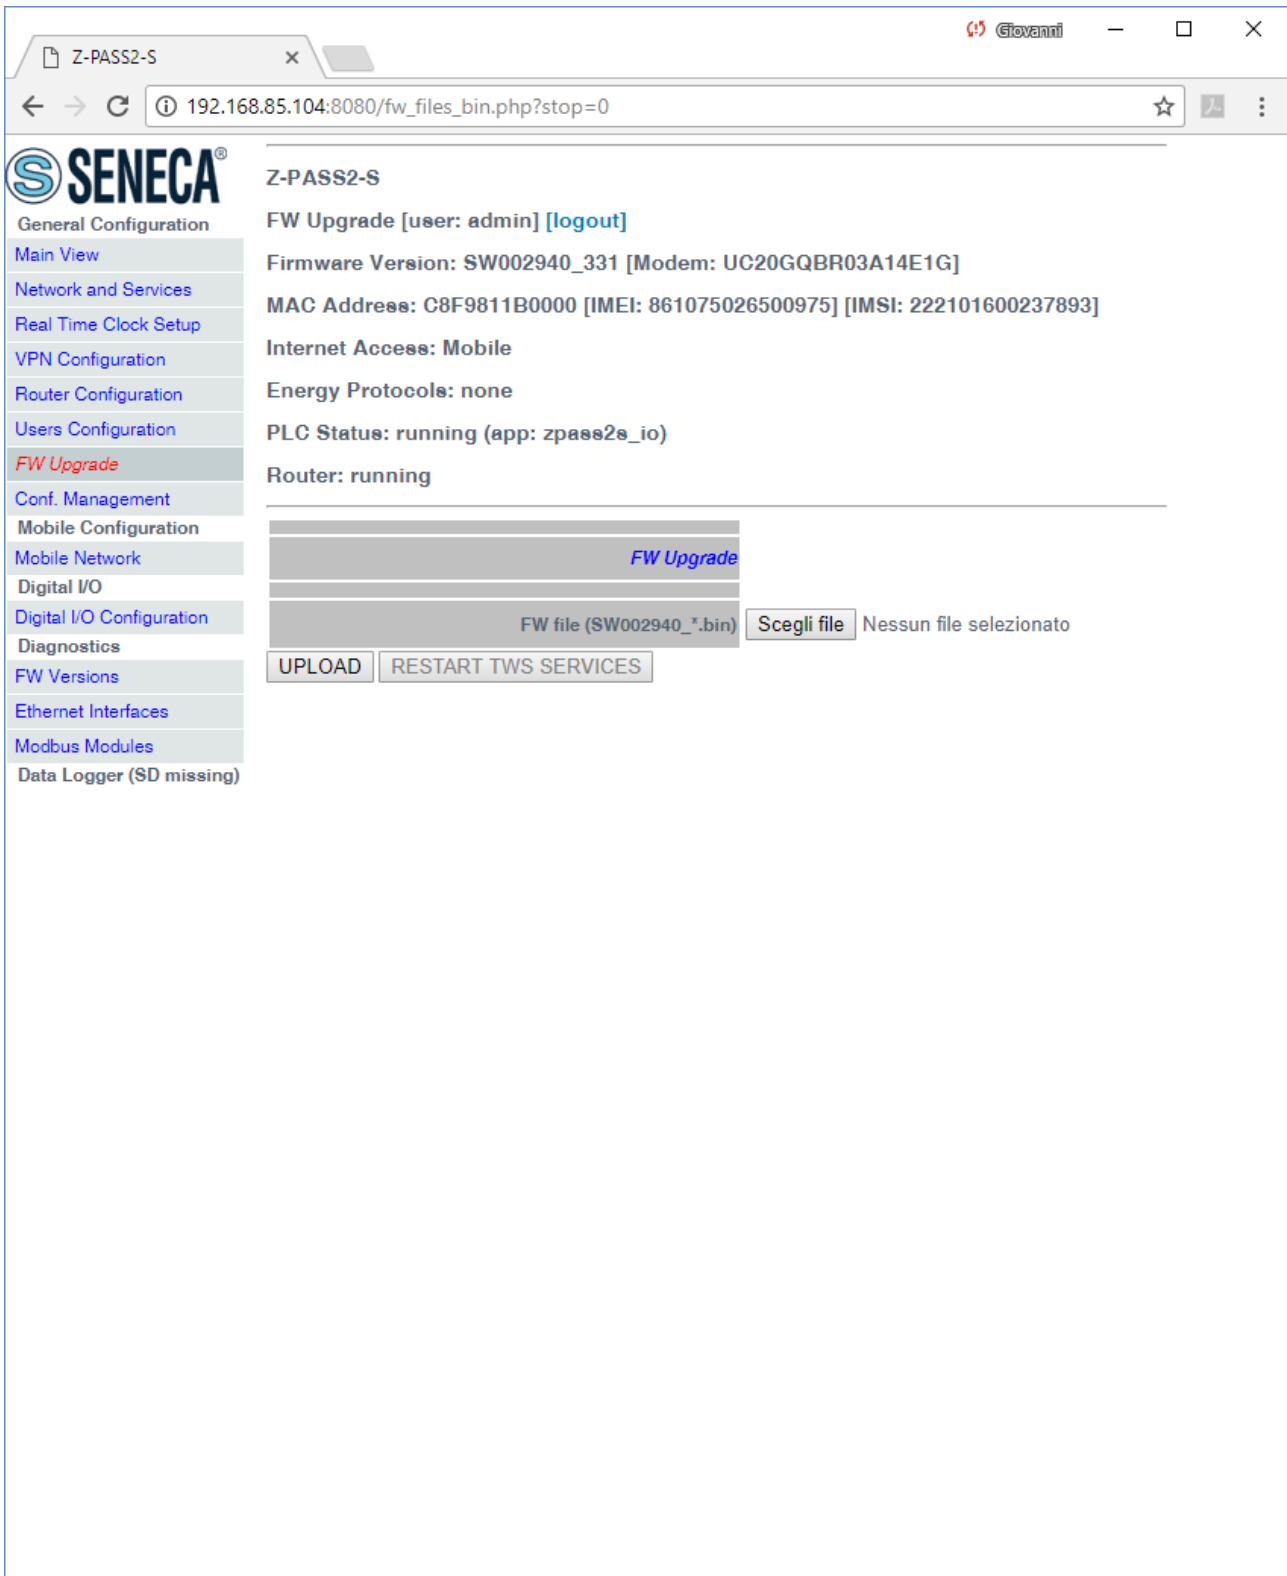 Giovanni
Z-PASS2-S
192.168.85.104:8080/fw_files_bin.php?stop=0
SENECA®
General Configuration
Main View
Network and Services
Real Time Clock Setup
VPN Configuration
Router Configuration
Users Configuration
FW Upgrade
Conf. Management
Mobile Configuration
Mobile Network
Digital I/O
Digital I/O Configuration
Diagnostics
FW Versions
Ethernet Interfaces
Modbus Modules
Data Logger (SD missing)
Z-PASS2-S
FW Upgrade [user: admin] [logout]
Firmware Version: SW002940_331 [Modem: UC20GQBR03A14E1G]
MAC Address: C8F9811B0000 [IMEI: 861075026500975] [IMSI: 222101600237893]
Internet Access: Mobile
Energy Protocols: none
PLC Status: running (app: zpass2s_io)
Router: running
FW Upgrade
FW file (SW002940_*.bin) Scegli file Nessun file selezionato
UPLOAD RESTART TWS SERVICES